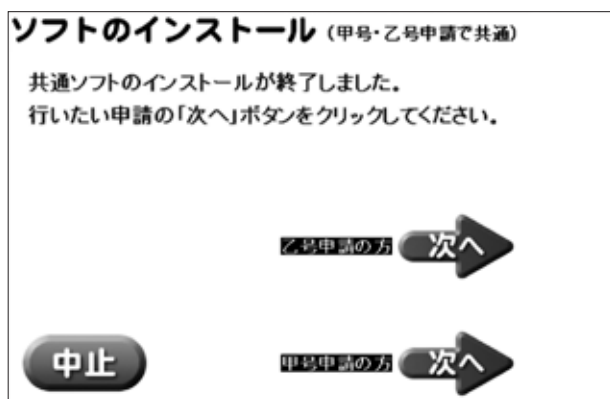 ソフトのインストール（甲号・乙号申請で共通）
共通ソフトのインストールが終了しました。
行いたい申請の「次へ」ボタンをクリックしてください。
乙号申請の方 次へ
中止
甲号申請の方 次へ